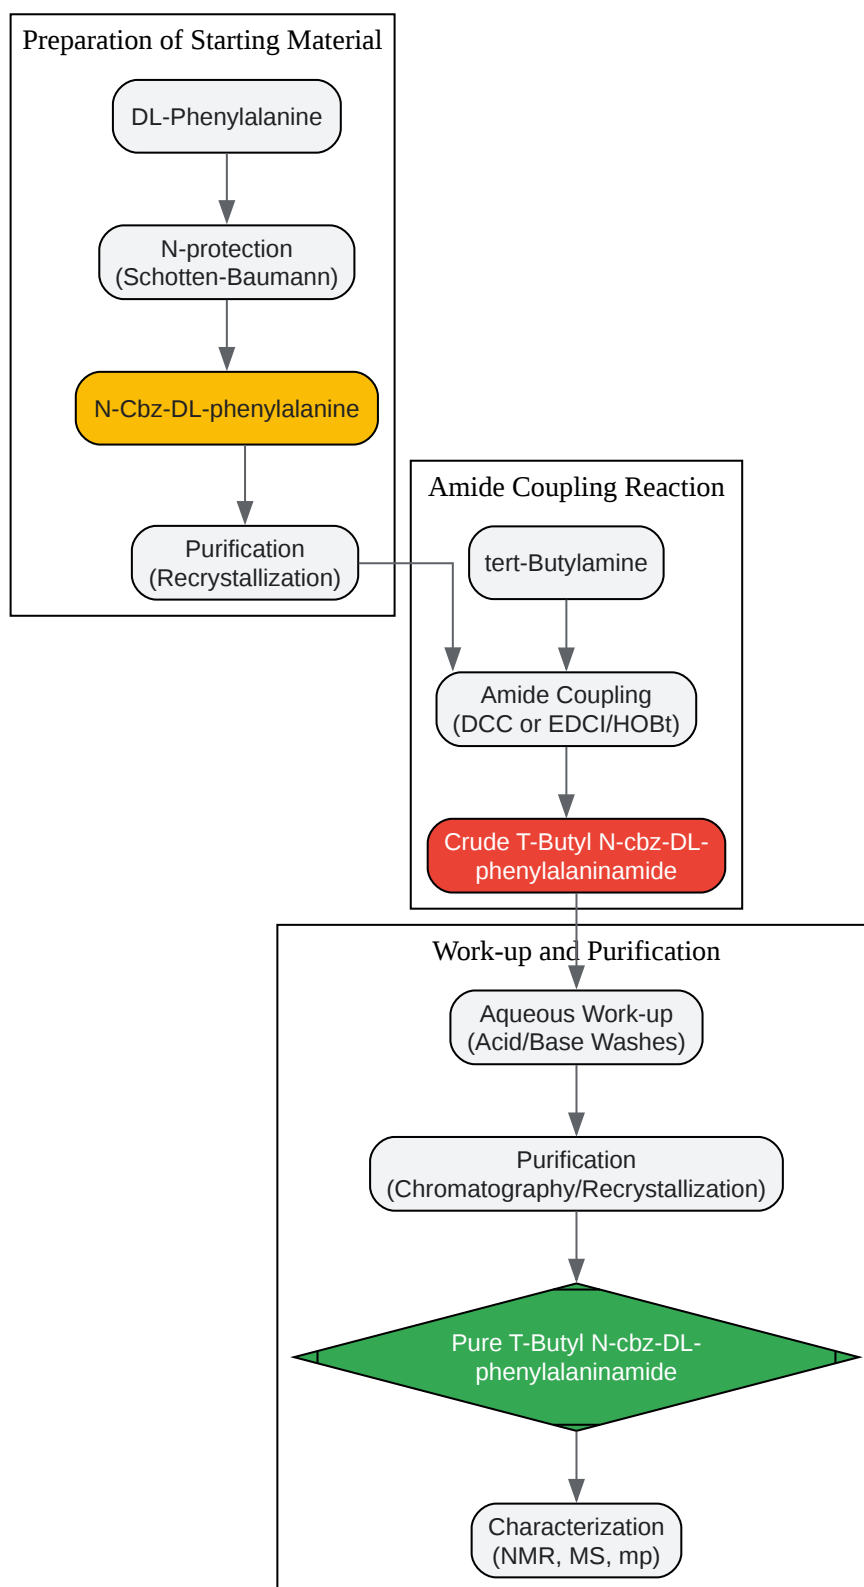 Preparation of Starting Material
DL-Phenylalanine
N-protection
(Schotten-Baumann)
N-Cbz-DL-phenylalanine
Purification
(Recrystallization)
Amide Coupling Reaction
tert-Butylamine
Amide Coupling
(DCC or EDCI/HOBt)
Crude T-Butyl N-cbz-DL-
phenylalaninamide
Work-up and Purification
Aqueous Work-up
(Acid/Base Washes)
Purification
(Chromatography/Recrystallization)
Pure T-Butyl N-cbz-DL-
phenylalaninamide
Characterization
(NMR, MS, mp)